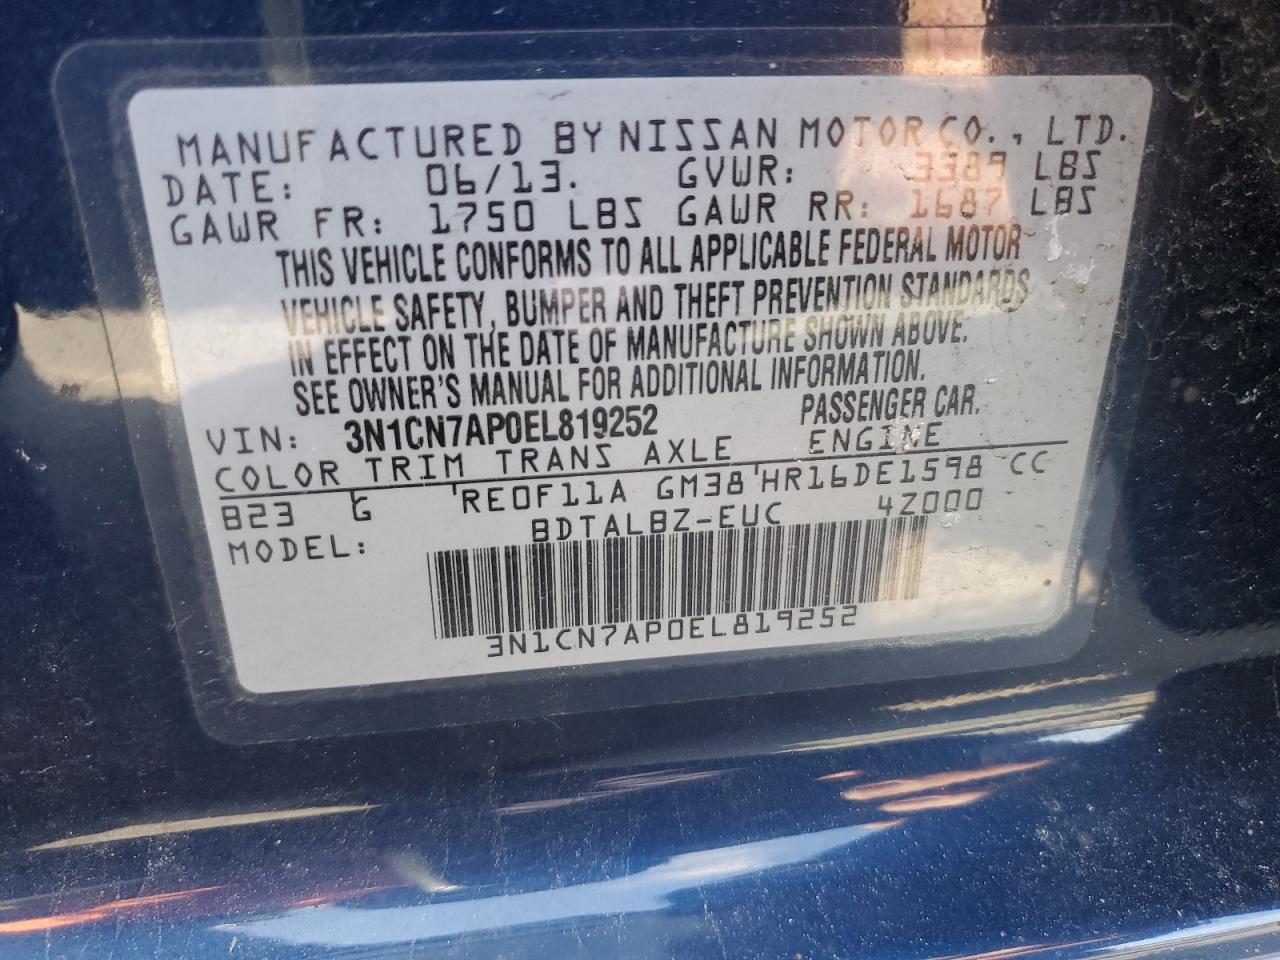 MANUFACTURED BY NISSAN MOTOR CO., LTD.
DATE: 06/13. GVWR: 3389 LBS
GAWR FR: 1750 LBS GAWR RR: 1687 LBS
THIS VEHICLE CONFORMS TO ALL APPLICABLE FEDERAL MOTOR
VEHICLE SAFETY, BUMPER AND THEFT PREVENTION STANDARDS
IN EFFECT ON THE DATE OF MANUFACTURE SHOWN ABOVE.
SEE OWNER'S MANUAL FOR ADDITIONAL INFORMATION.
VIN: 3N1CN7AP0EL819252 PASSENGER CAR.
COLOR TRIM TRANS AXLE ENGINE
B23 G RE0F11A GM38 HR16DE1598 CC
MODEL: BDTALBZ-EUC 4Z000
3N1CN7AP0EL819252